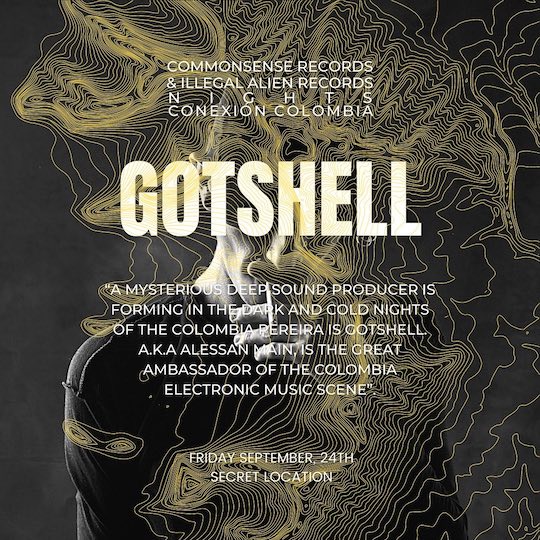 COMMONSENSE RECORDS
& ILLEGAL ALIEN RECORDS
NIGHTS
CONEXIÓN COLOMBIA
GOTSHELL
“A MYSTERIOUS DEEP SOUND PRODUCER IS
FORMING IN THE DARK AND COLD NIGHTS
OF THE COLOMBIA PEREIRA IS GOTSHELL.
A.K.A ALESSAN MAIN, IS THE GREAT
AMBASSADOR OF THE COLOMBIA
ELECTRONIC MUSIC SCENE”.
FRIDAY SEPTEMBER, 24TH
SECRET LOCATION